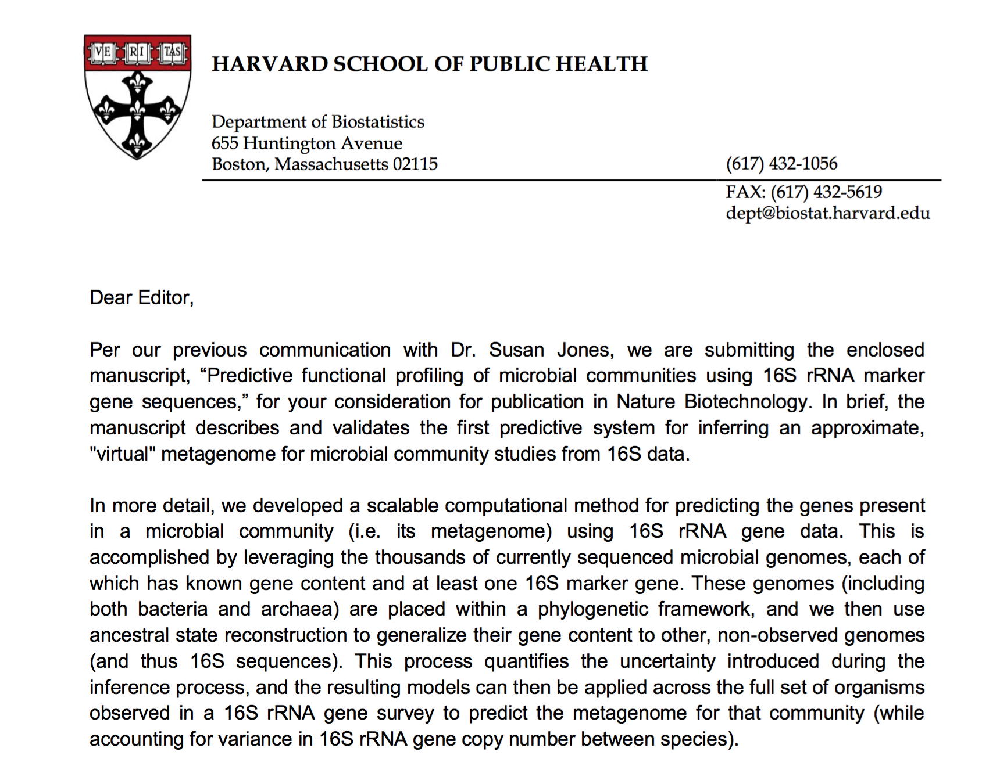 VE RI TAS
HARVARD SCHOOL OF PUBLIC HEALTH
Department of Biostatistics
655 Huntington Avenue
Boston, Massachusetts 02115
(617) 432-1056
FAX: (617) 432-5619
dept@biostat.harvard.edu
Dear Editor,
Per our previous communication with Dr. Susan Jones, we are submitting the enclosed
manuscript, “Predictive functional profiling of microbial communities using 16S rRNA marker
gene sequences,” for your consideration for publication in Nature Biotechnology. In brief, the
manuscript describes and validates the first predictive system for inferring an approximate,
"virtual" metagenome for microbial community studies from 16S data.
In more detail, we developed a scalable computational method for predicting the genes present
in a microbial community (i.e. its metagenome) using 16S rRNA gene data. This is
accomplished by leveraging the thousands of currently sequenced microbial genomes, each of
which has known gene content and at least one 16S marker gene. These genomes (including
both bacteria and archaea) are placed within a phylogenetic framework, and we then use
ancestral state reconstruction to generalize their gene content to other, non-observed genomes
(and thus 16S sequences). This process quantifies the uncertainty introduced during the
inference process, and the resulting models can then be applied across the full set of organisms
observed in a 16S rRNA gene survey to predict the metagenome for that community (while
accounting for variance in 16S rRNA gene copy number between species).